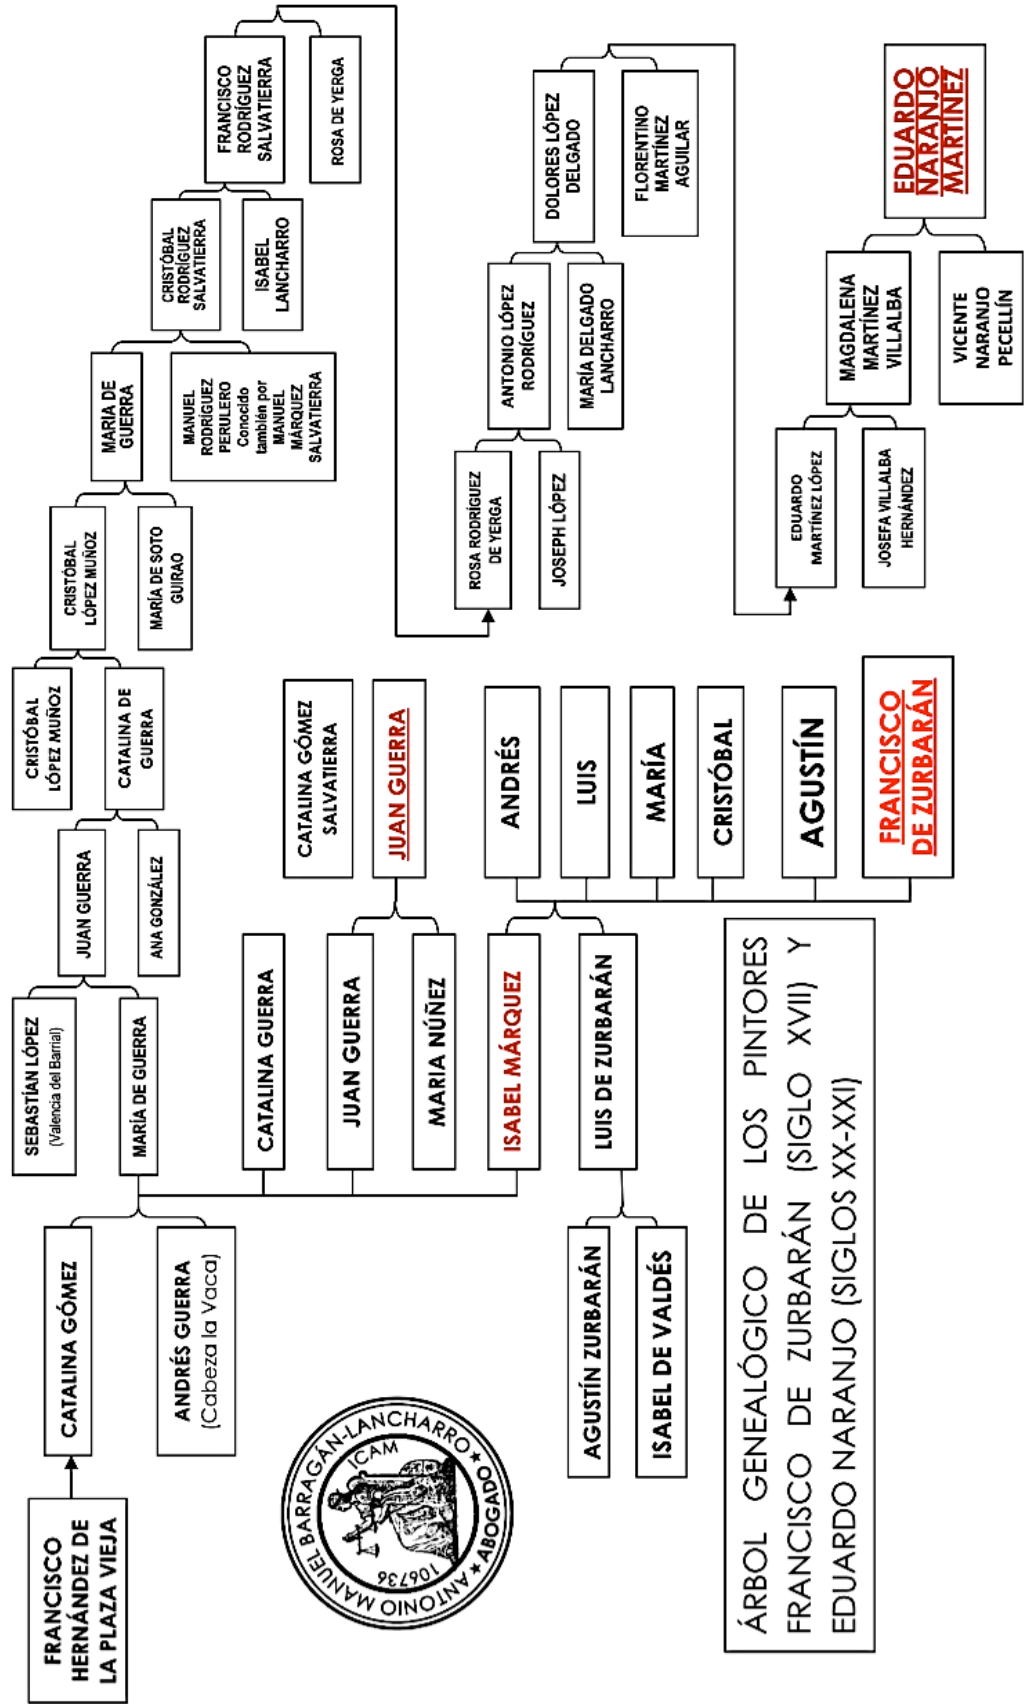 FRANCISCO
HERNÁNDEZ DE
LA PLAZA VIEJA
CATALINA GÓMEZ
ANDRÉS GUERRA
(Cabeza la Vaca)
SEBASTÍAN LÓPEZ
(Valencia del Barrial)
MARÍA DE GUERRA
JUAN GUERRA
ANA GONZÁLEZ
CRISTÓBAL
LÓPEZ MUÑOZ
CATALINA DE
GUERRA
CRISTÓBAL
LÓPEZ MUÑOZ
MARÍA DE SOTO
GUIRAO
MARIA DE
GUERRA
MANUEL
RODRÍGUEZ
PERULERO
Conocido
también por
MANUEL
MÁRQUEZ
SALVATIERRA
CRISTÓBAL
RODRÍGUEZ
SALVATIERRA
ISABEL
LANCHARRO
FRANCISCO
RODRÍGUEZ
SALVATIERRA
ROSA DE YERGA
CATALINA GUERRA
JUAN GUERRA
MARIA NÚÑEZ
CATALINA GÓMEZ
SALVATIERRA
JUAN GUERRA
ISABEL MÁRQUEZ
LUIS DE ZURBARÁN
AGUSTÍN ZURBARÁN
ISABEL DE VALDÉS
ANDRÉS
LUIS
MARÍA
CRISTÓBAL
AGUSTÍN
FRANCISCO
DE ZURBARÁN
ROSA RODRÍGUEZ
DE YERGA
JOSEPH LÓPEZ
ANTONIO LÓPEZ
RODRÍGUEZ
MARÍA DELGADO
LANCHARRO
DOLORES LÓPEZ
DELGADO
FLORENTINO
MARTÍNEZ
AGUILAR
EDUARDO
MARTÍNEZ LÓPEZ
JOSEFA VILLALBA
HERNÁNDEZ
MAGDALENA
MARTÍNEZ
VILLALBA
VICENTE
NARANJO
PECELLÍN
EDUARDO
NARANJO
MARTINEZ
ANTONIO MANUEL BARRAGÁN-LANCHARRO
ABOGADO
ICAM
106736
ÁRBOL GENEALÓGICO DE LOS PINTORES
FRANCISCO DE ZURBARÁN (SIGLO XVII) Y
EDUARDO NARANJO (SIGLOS XX-XXI)